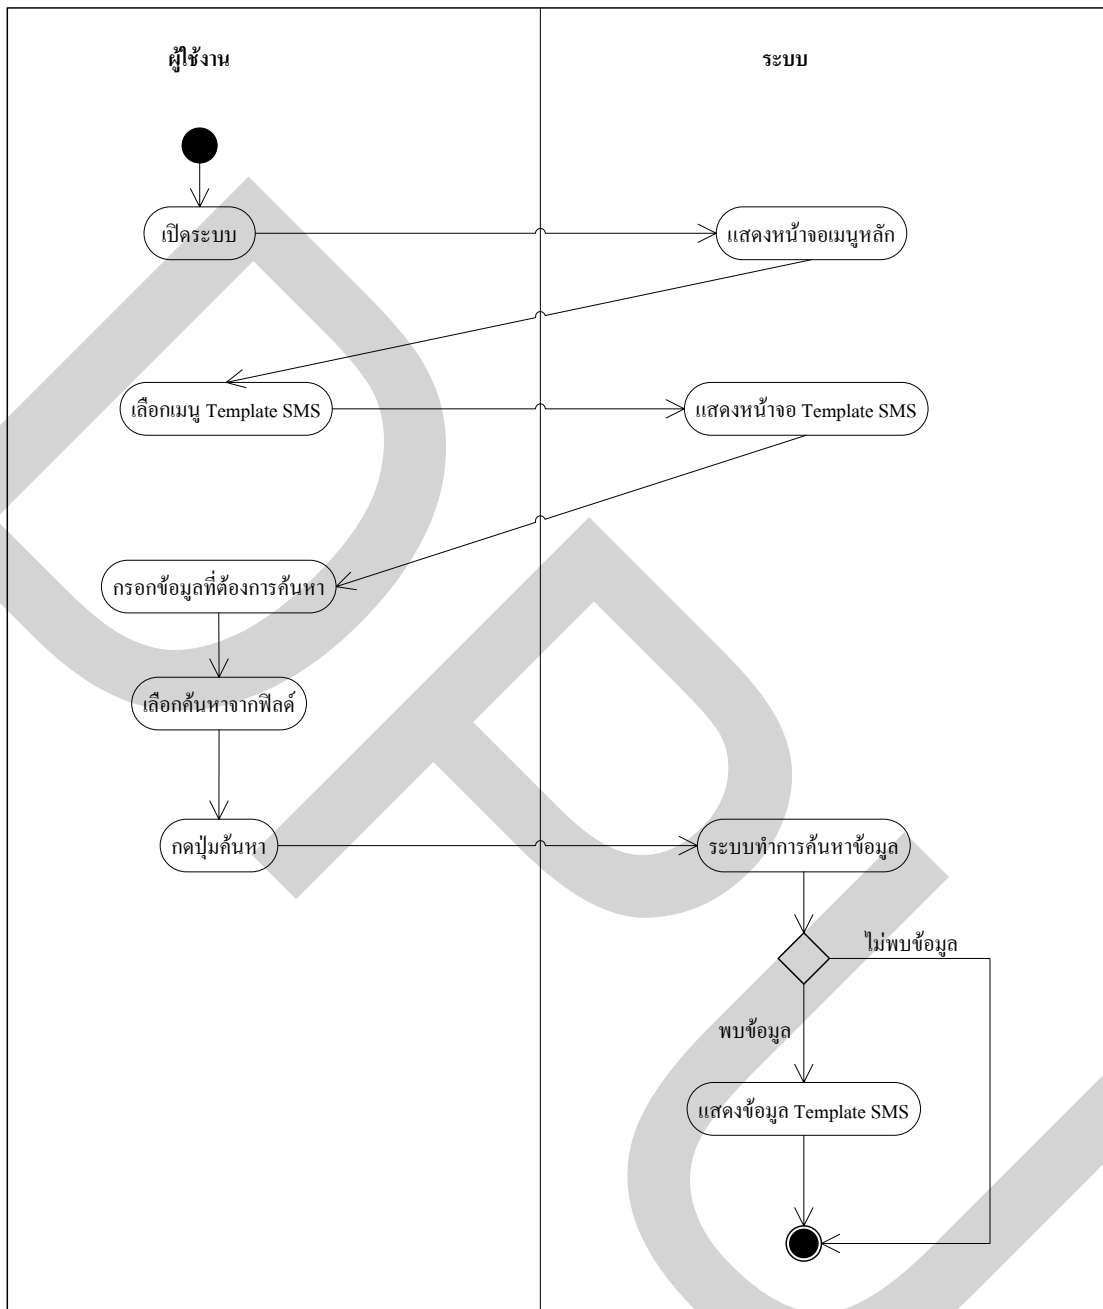 ผู้ใช้งาน
ระบบ
เปิดระบบ
แสดงหน้าจอเมนูหลัก
เลือกเมนู Template SMS
แสดงหน้าจอ Template SMS
กรอกข้อมูลที่ต้องการค้นหา
เลือกค้นหาจากฟิลด์
กดปุ่มค้นหา
ระบบทำการค้นหาข้อมูล
ไม่พบข้อมูล
พบข้อมูล
แสดงข้อมูล Template SMS